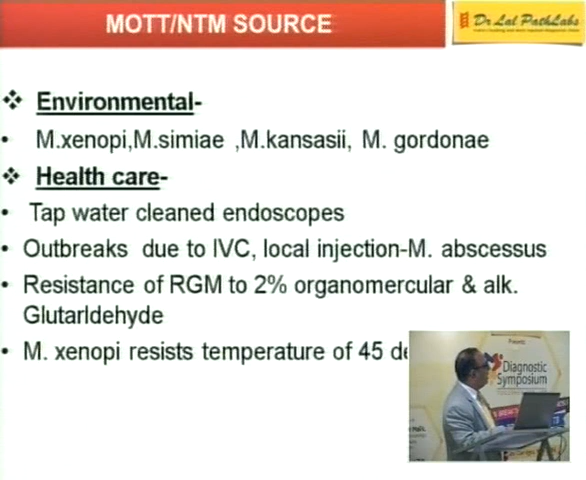 MOTT/NTM SOURCE
Dr Lal PathLabs
❖ Environmental-
• M.xenopi,M.simiae ,M.kansasii, M. gordonae
❖ Health care-
• Tap water cleaned endoscopes
• Outbreaks due to IVC, local injection-M. abscessus
• Resistance of RGM to 2% organomercular & alk.
Glutarldehyde
• M. xenopi resists temperature of 45 de
Diagnostic
Symposium